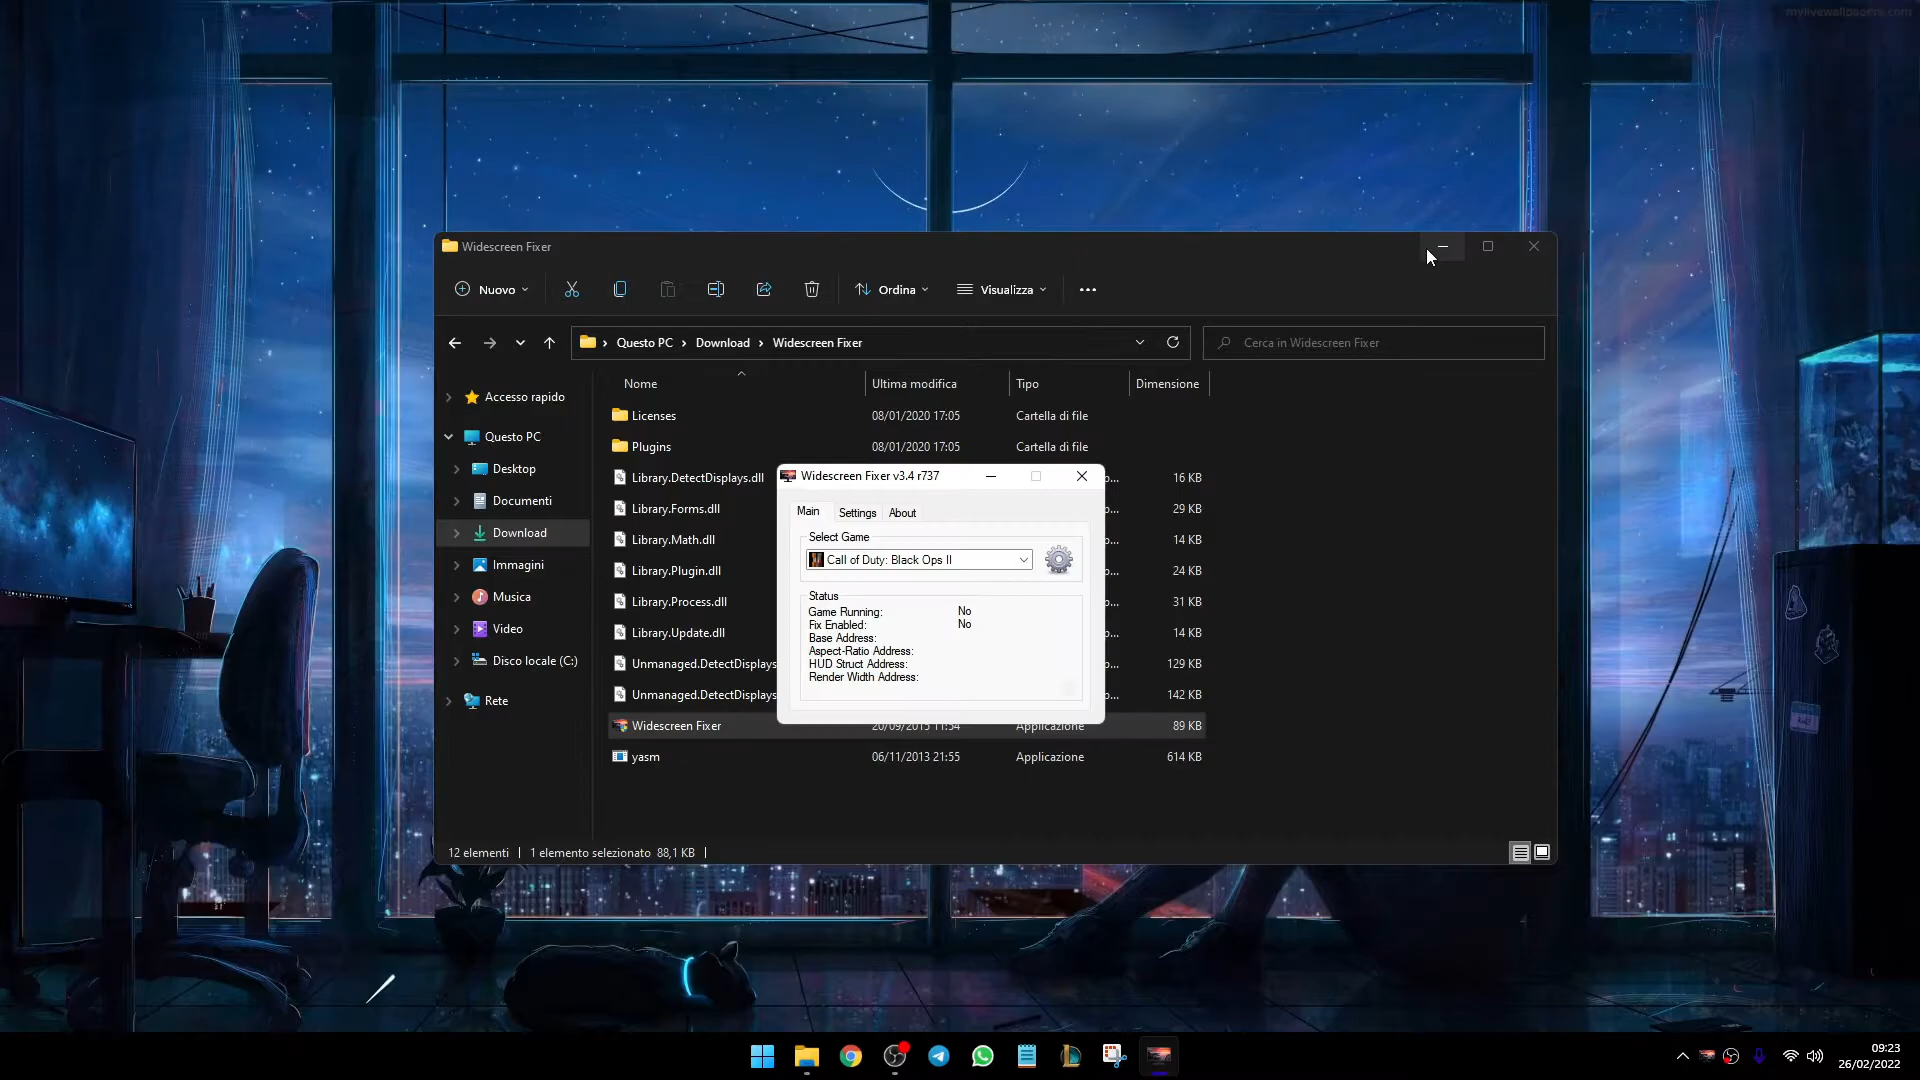 mylivewallpapers.com
Widescreen Fixer
Nuovo
Ordina
Visualizza
Questo PC
Download
Widescreen Fixer
Cerca in Widescreen Fixer
Nome
Ultima modifica
Tipo
Dimensione
Accesso rapido
Questo PC
Desktop
Documenti
Download
Immagini
Musica
Video
Disco locale (C:)
Rete
Licenses 08/01/2020 17:05 Cartella di file
Plugins 08/01/2020 17:05 Cartella di file
Library.DetectDisplays.dll 16 KB
Library.Forms.dll 29 KB
Library.Math.dll 14 KB
Library.Plugin.dll 24 KB
Library.Process.dll 31 KB
Library.Update.dll 14 KB
Unmanaged.DetectDisplays 129 KB
Unmanaged.DetectDisplays 142 KB
Widescreen Fixer 20/09/2015 11:54 Applicazione 89 KB
yasm 06/11/2013 21:55 Applicazione 614 KB
Widescreen Fixer v3.4 r737
Main
Settings
About
Select Game
Call of Duty: Black Ops II
Status
Game Running: No
Fix Enabled: No
Base Address:
Aspect-Ratio Address:
HUD Struct Address:
Render Width Address:
12 elementi
1 elemento selezionato 88,1 KB
09:23
26/02/2022